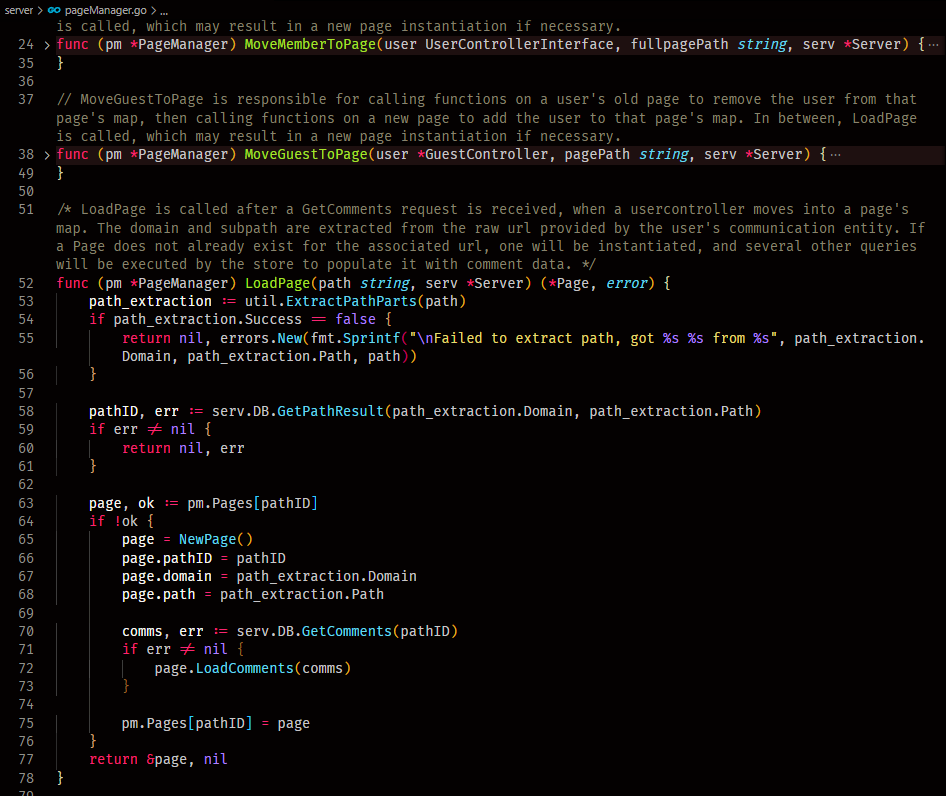 server > GO pageManager.go > ...
is called, which may result in a new page instantiation if necessary.
24 > func (pm *PageManager) MoveMemberToPage(user UserControllerInterface, fullpagePath string, serv *Server) {···
35 }
36
37 // MoveGuestToPage is responsible for calling functions on a user's old page to remove the user from that
page's map, then calling functions on a new page to add the user to that page's map. In between, LoadPage
is called, which may result in a new page instantiation if necessary.
38 > func (pm *PageManager) MoveGuestToPage(user *GuestController, pagePath string, serv *Server) {···
49 }
50
51 /* LoadPage is called after a GetComments request is received, when a usercontroller moves into a page's
map. The domain and subpath are extracted from the raw url provided by the user's communication entity. If
a Page does not already exist for the associated url, one will be instantiated, and several other queries
will be executed by the store to populate it with comment data. */
52 func (pm *PageManager) LoadPage(path string, serv *Server) (*Page, error) {
53 path_extraction := util.ExtractPathParts(path)
54 if path_extraction.Success == false {
55 return nil, errors.New(fmt.Sprintf("\nFailed to extract path, got %s %s from %s", path_extraction.
Domain, path_extraction.Path, path))
56 }
57
58 pathID, err := serv.DB.GetPathResult(path_extraction.Domain, path_extraction.Path)
59 if err != nil {
60 return nil, err
61 }
62
63 page, ok := pm.Pages[pathID]
64 if !ok {
65 page = NewPage()
66 page.pathID = pathID
67 page.domain = path_extraction.Domain
68 page.path = path_extraction.Path
69
70 comms, err := serv.DB.GetComments(pathID)
71 if err != nil {
72 page.LoadComments(comms)
73 }
74
75 pm.Pages[pathID] = page
76 }
77 return &page, nil
78 }
79